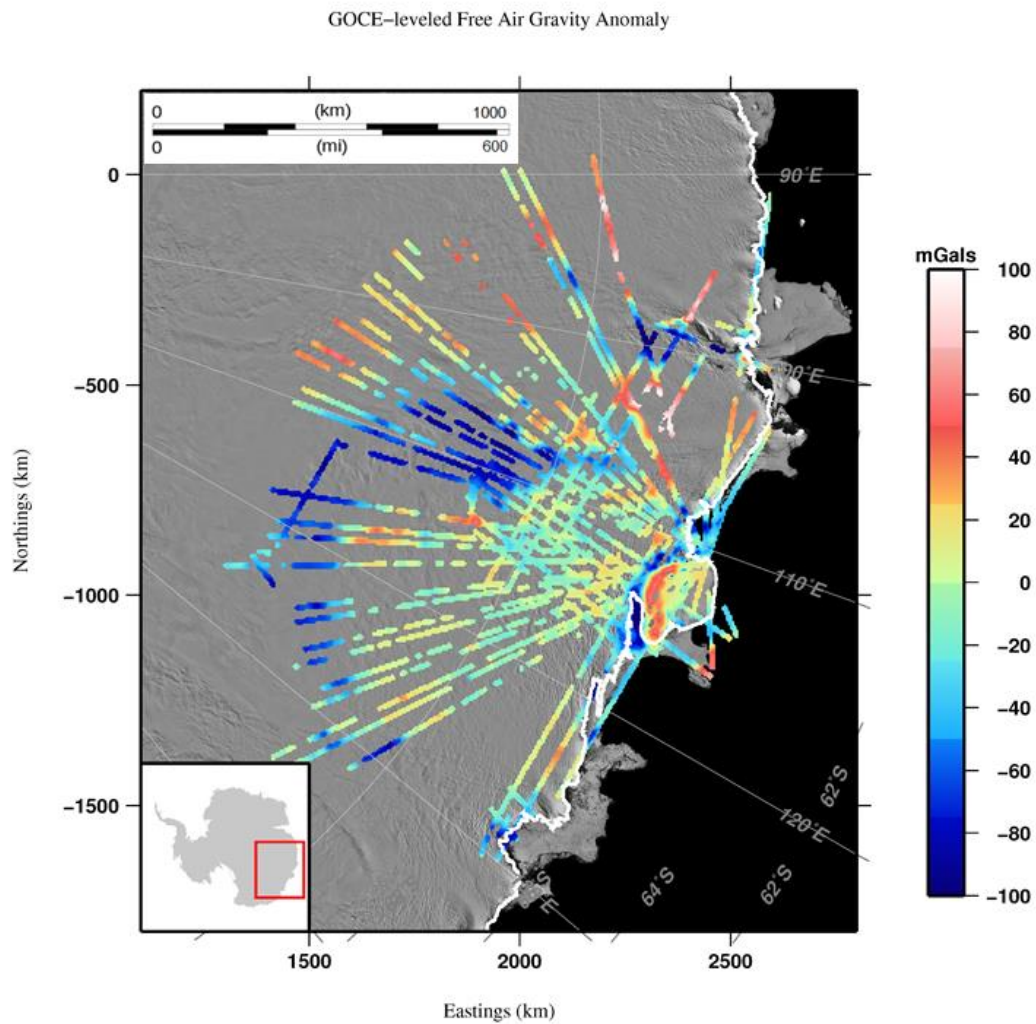 GOCE−leveled Free Air Gravity Anomaly
0 (km) 1000
0 (mi) 600
0
−500
−1000
−1500
Northings (km)
90˚E
110˚E
120˚E
62˚S
64˚S
62˚S
mGals
100
80
60
40
20
0
−20
−40
−60
−80
−100
1500 2000 2500
Eastings (km)